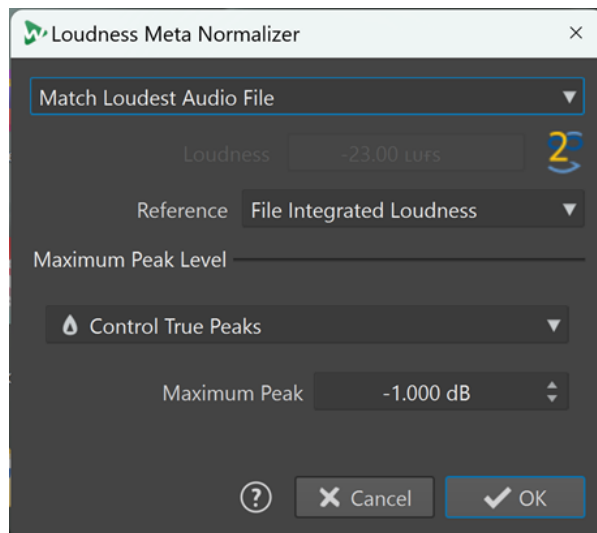 Loudness Meta Normalizer
Match Loudest Audio File
Loudness -23.00 LUFS
Reference File Integrated Loudness
Maximum Peak Level
Control True Peaks
Maximum Peak -1.000 dB
? Cancel OK